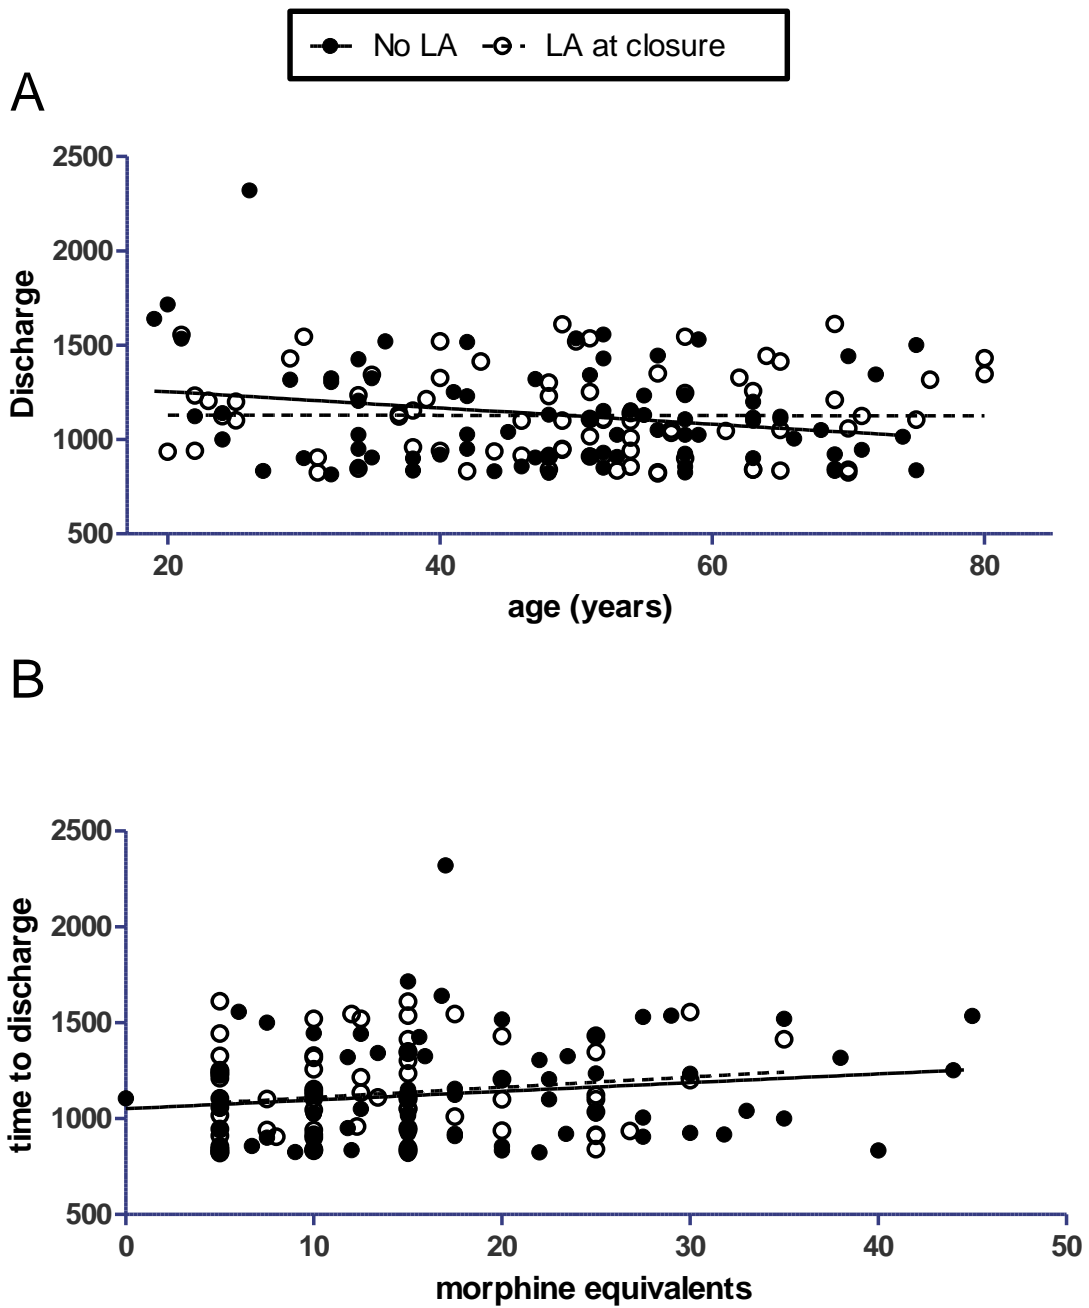 No LA LA at closure
A
2500
2000
1500
1000
500
Discharge
20 40 60 80
age (years)
B
2500
2000
1500
1000
500
time to discharge
0 10 20 30 40 50
morphine equivalents